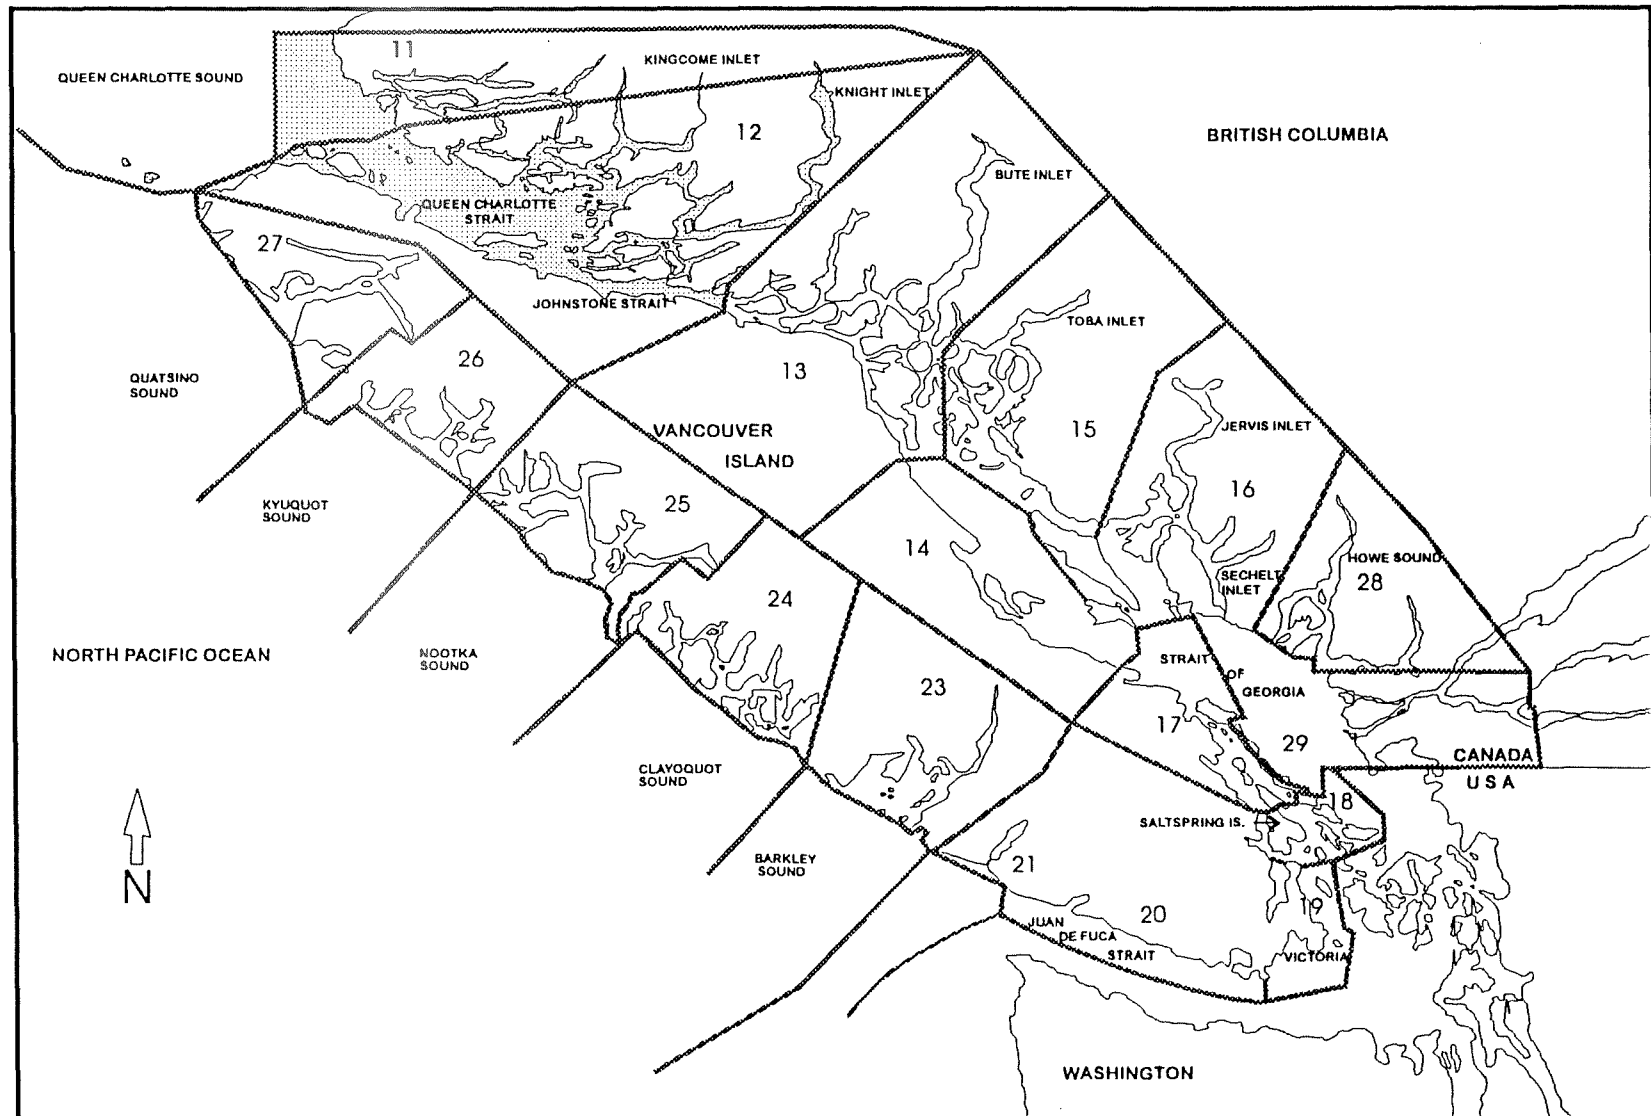 11
KINGCOME INLET
QUEEN CHARLOTTE SOUND
KNIGHT INLET
12
BRITISH COLUMBIA
BUTE INLET
QUEEN CHARLOTTE
STRAIT
27
JOHNSTONE STRAIT
TOBA INLET
26
13
QUATSINO
SOUND
VANCOUVER
ISLAND
15
JERVIS INLET
16
KYUQUOT
SOUND
25
14
HOWE SOUND
28
SECHELT
INLET
24
NORTH PACIFIC OCEAN
NOOTKA
SOUND
STRAIT
OF
GEORGIA
23
17
29
CANADA
USA
CLAYOQUOT
SOUND
18
SALTSPRING IS.
BARKLEY
SOUND
21
N
19
20
JUAN
DE FUCA
STRAIT
VICTORIA
WASHINGTON